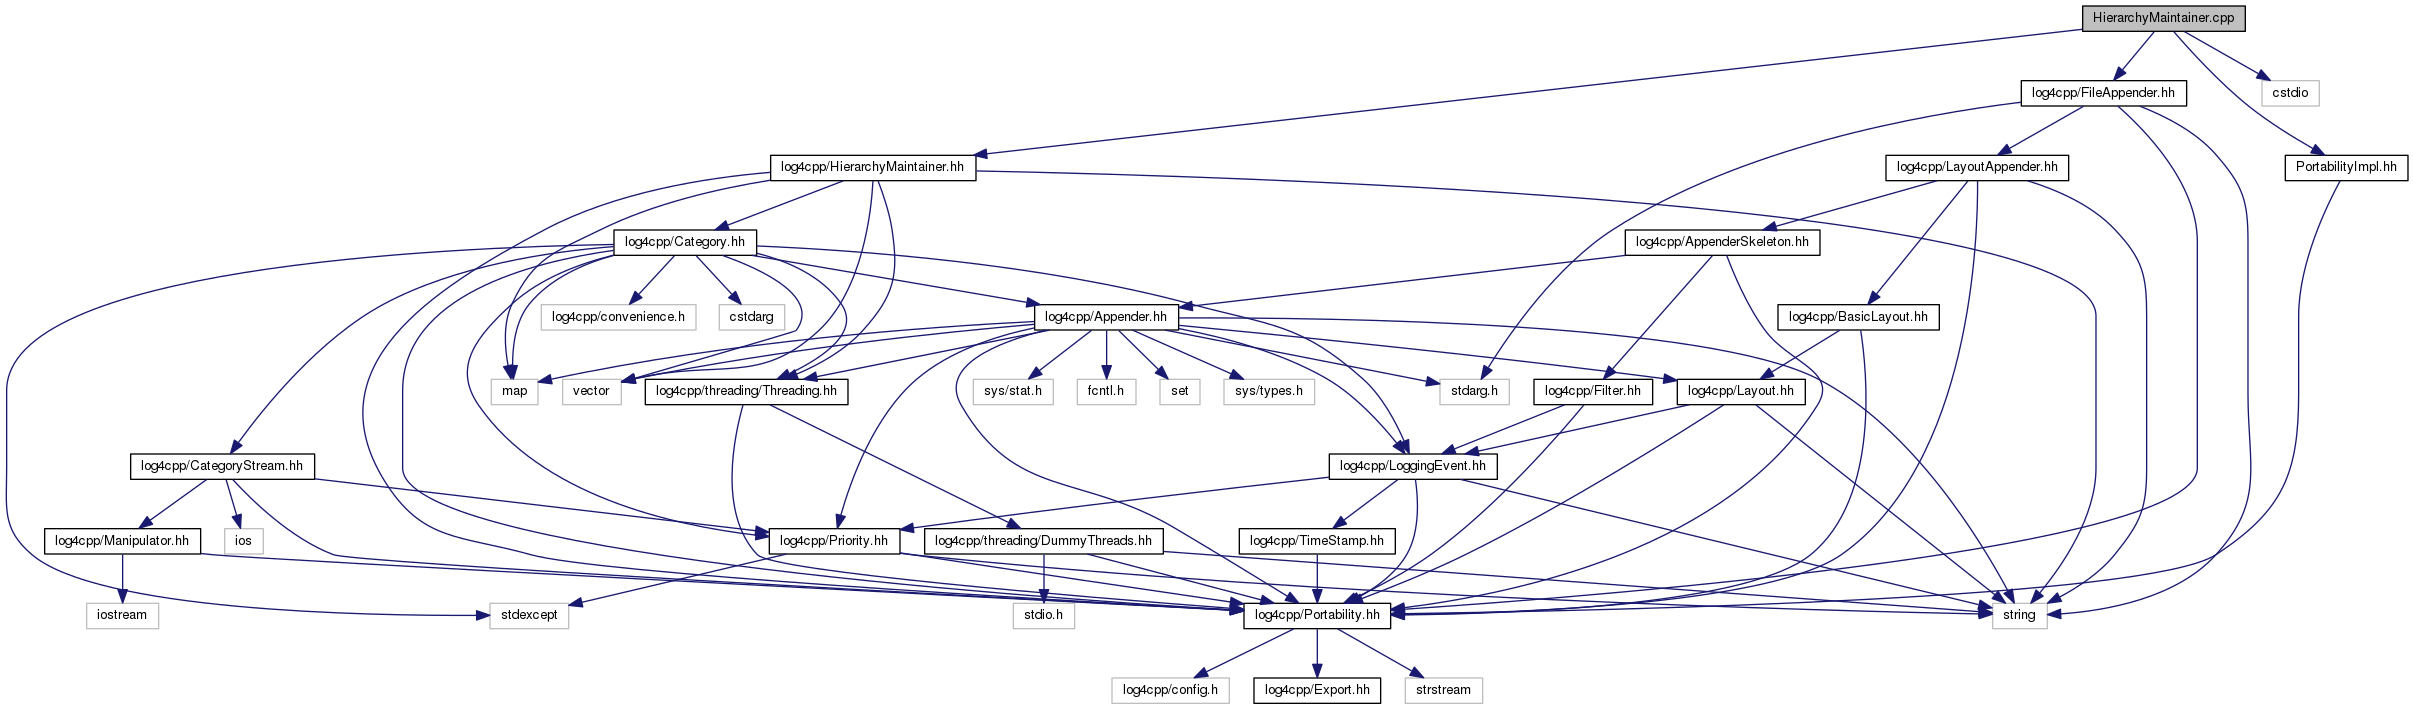 HierarchyMaintainer.cpp
log4cpp/FileAppender.hh
cstdio
log4cpp/HierarchyMaintainer.hh
log4cpp/LayoutAppender.hh
PortabilityImpl.hh
log4cpp/Category.hh
log4cpp/AppenderSkeleton.hh
log4cpp/convenience.h
cstdarg
log4cpp/Appender.hh
log4cpp/BasicLayout.hh
map
vector
log4cpp/threading/Threading.hh
sys/stat.h
fcntl.h
set
sys/types.h
stdarg.h
log4cpp/Filter.hh
log4cpp/Layout.hh
log4cpp/CategoryStream.hh
log4cpp/LoggingEvent.hh
log4cpp/Manipulator.hh
ios
log4cpp/Priority.hh
log4cpp/threading/DummyThreads.hh
log4cpp/TimeStamp.hh
iostream
stdexcept
stdio.h
log4cpp/Portability.hh
string
log4cpp/config.h
log4cpp/Export.hh
strstream